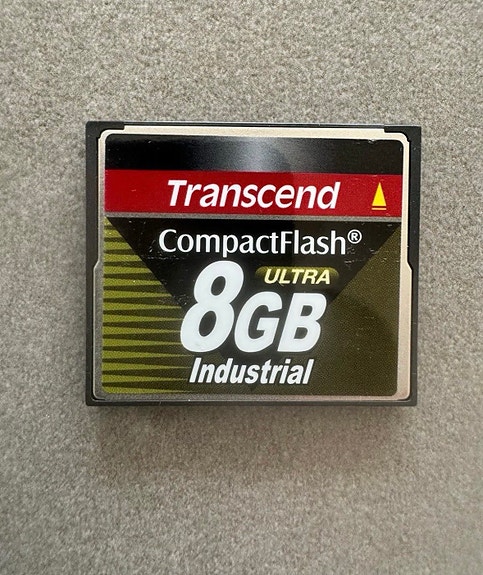 Transcend
CompactFlash®
ULTRA
8GB
Industrial